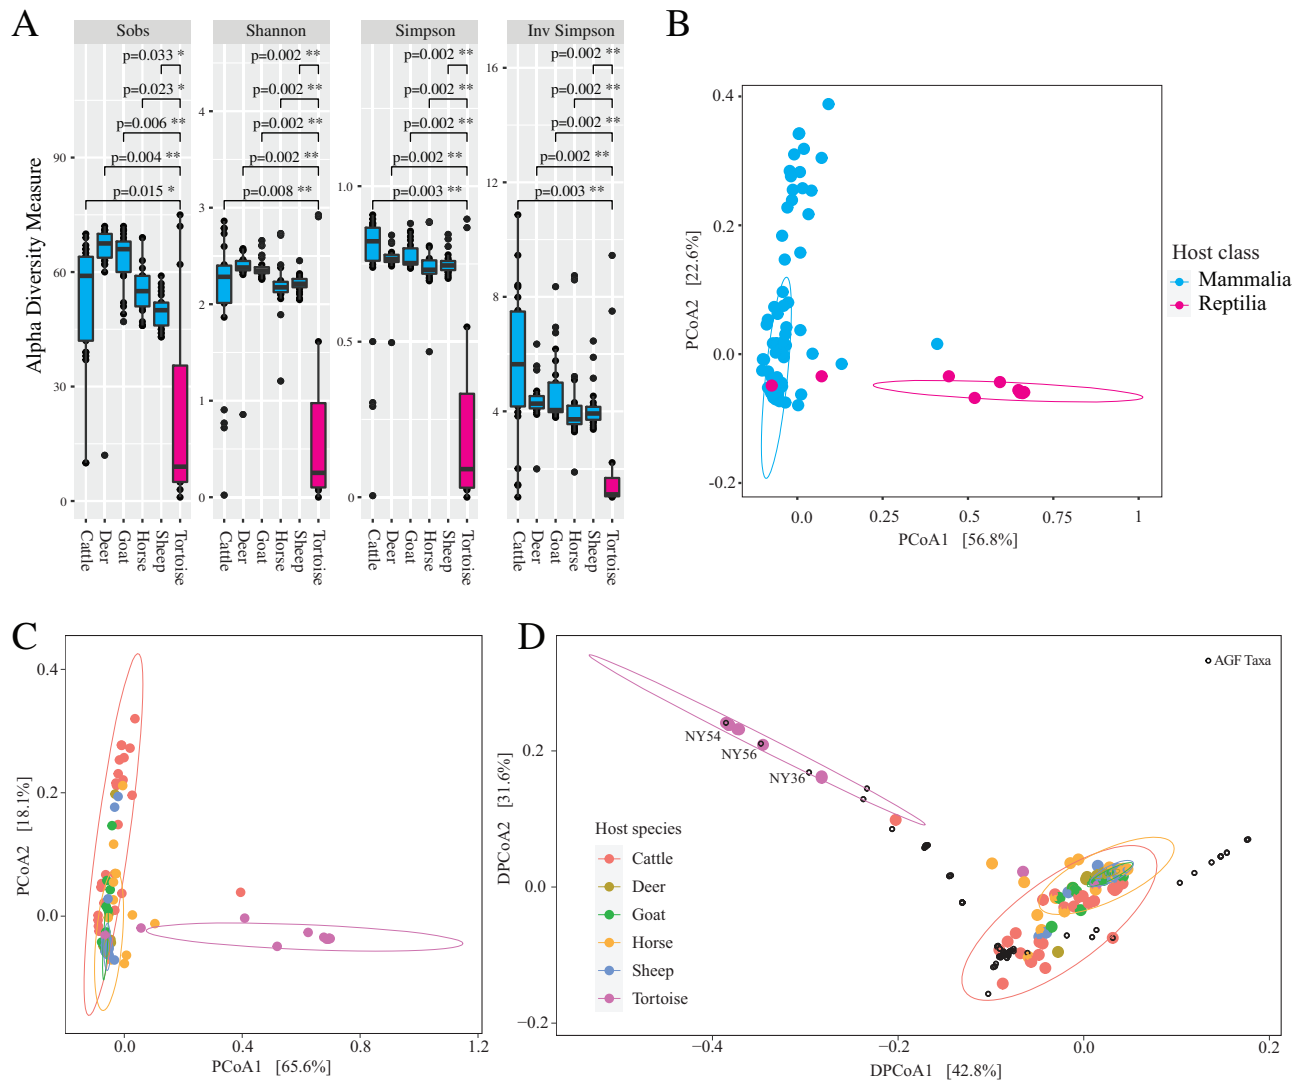 A
Sobs
Shannon
Simpson
Inv Simpson
p=0.033 *
p=0.023 *
p=0.006 **
p=0.004 **
p=0.015 *
p=0.002 **
p=0.002 **
p=0.002 **
p=0.002 **
p=0.008 **
p=0.002 **
p=0.002 **
p=0.002 **
p=0.002 **
p=0.003 **
p=0.002 **
p=0.002 **
p=0.002 **
p=0.002 **
p=0.003 **
Alpha Diversity Measure
90
60
30
0
4
3
2
1
0
1.0
0.5
0
16
12
8
4
Cattle
Deer
Goat
Horse
Sheep
Tortoise
Cattle
Deer
Goat
Horse
Sheep
Tortoise
Cattle
Deer
Goat
Horse
Sheep
Tortoise
Cattle
Deer
Goat
Horse
Sheep
Tortoise
B
PCoA2 [22.6%]
0.4
0.2
0.0
-0.2
0.0
0.25
0.5
0.75
1
PCoA1 [56.8%]
Host class
Mammalia
Reptilia
C
PCoA2 [18.1%]
0.4
0.2
0.0
0.0
0.4
0.8
1.2
PCoA1 [65.6%]
D
DPCoA2 [31.6%]
0.2
0.0
−0.2
−0.4
−0.2
0.0
0.2
DPCoA1 [42.8%]
AGF Taxa
NY54
NY56
NY36
Host species
Cattle
Deer
Goat
Horse
Sheep
Tortoise